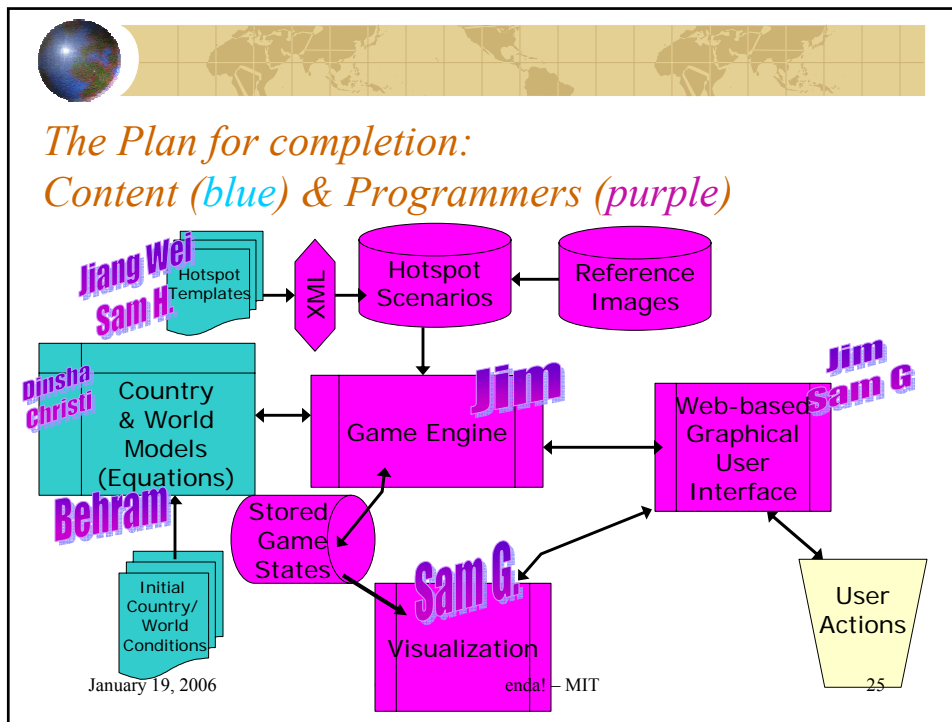 The Plan for completion:
Content (blue) & Programmers (purple)
Jiang Wei
Sam H.
Hotspot
Templates
XML
Hotspot
Scenarios
Reference
Images
Dinsha
Christi
Country
& World
Models
(Equations)
Behram
Jim
Game Engine
Jim
Sam G
Web-based
Graphical
User
Interface
Stored
Game
States
Sam G.
Visualization
Initial
Country/
World
Conditions
User
Actions
January 19, 2006
enda! – MIT
25